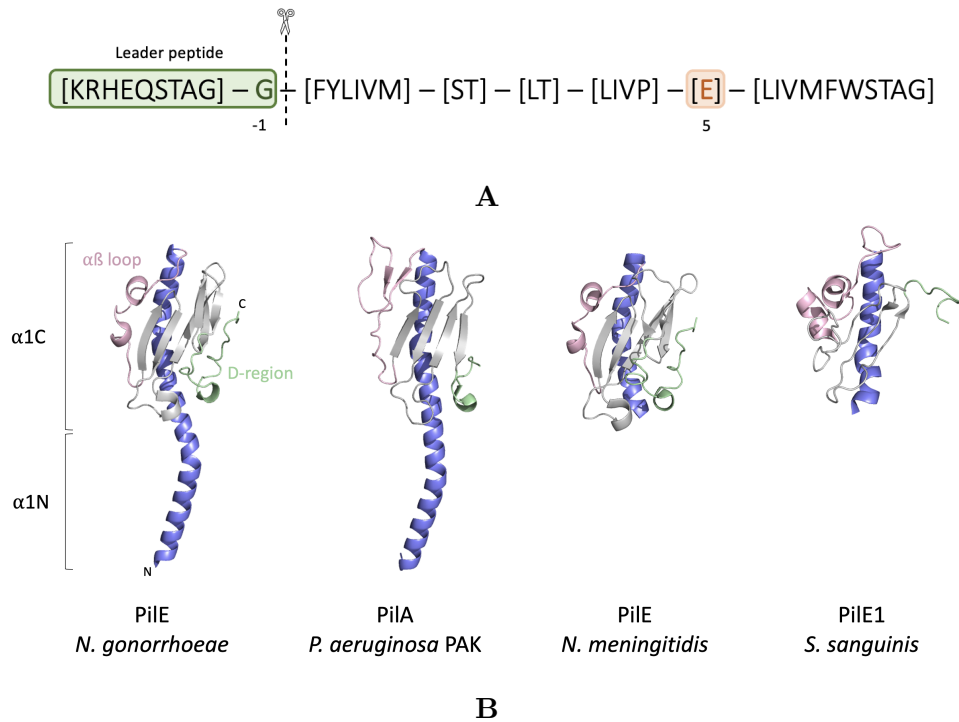 Leader peptide
[KRHEQSTAG] – G – [FYLIVM] – [ST] – [LT] – [LIVP] – [E] – [LIVMFWSTAG]
-1 5
A
αß loop
C
α1C
D-region
α1N
N
PilE PilA PilE PilE1
N. gonorrhoeae P. aeruginosa PAK N. meningitidis S. sanguinis
B